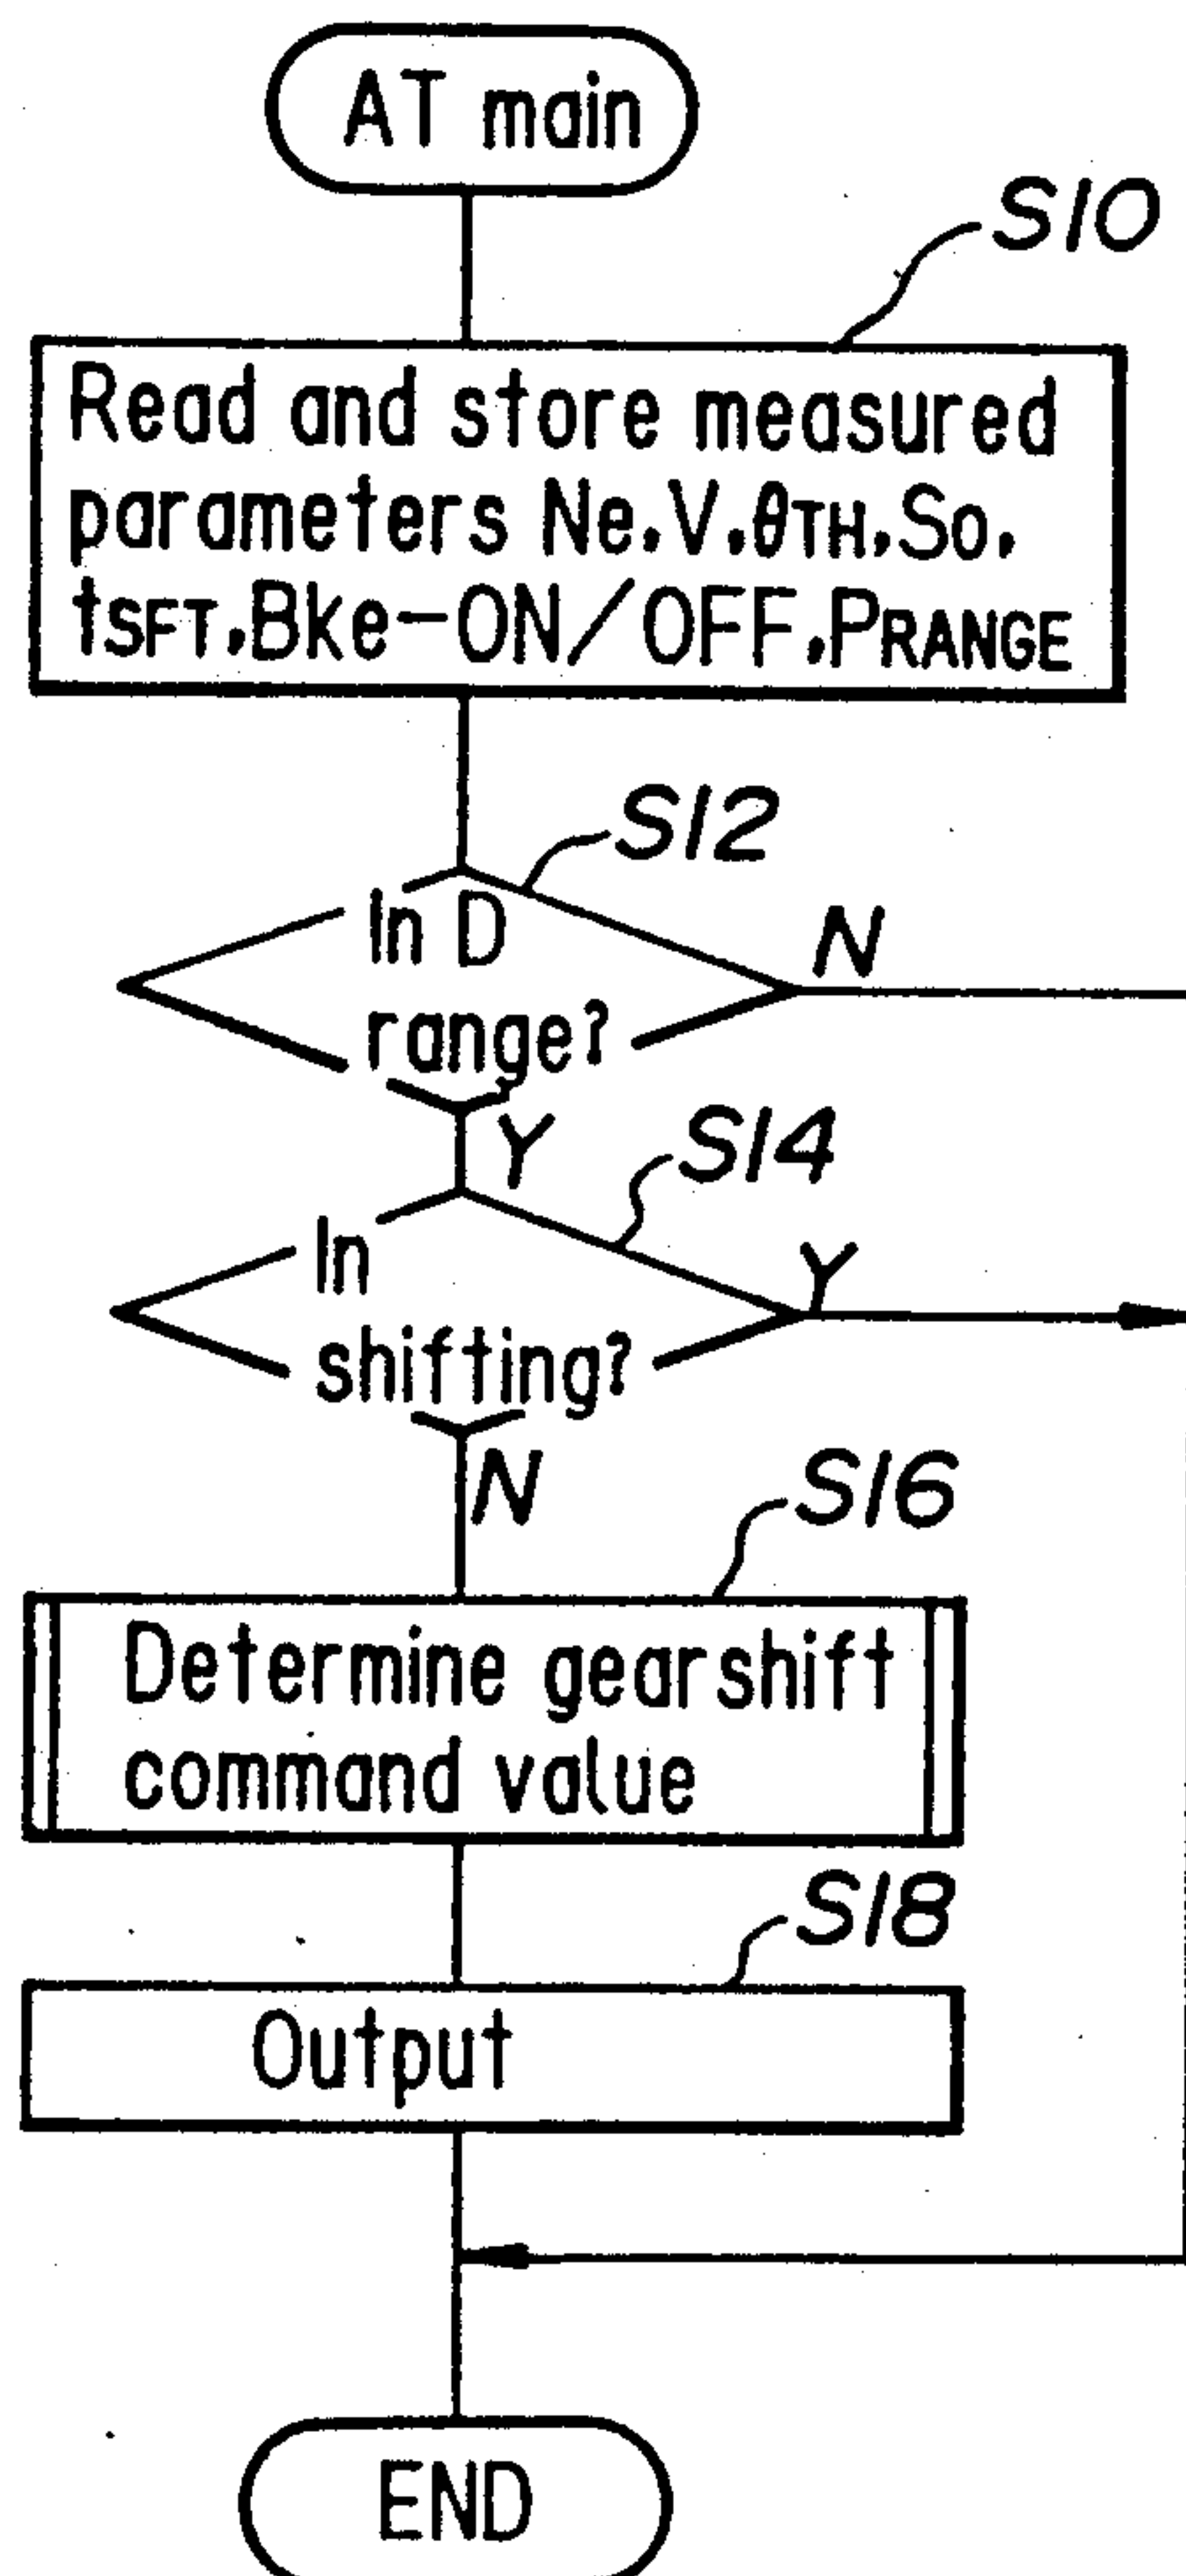 AT main
S10
Read and store measured
parameters Ne.V.θTH.So.
tSFT.Bke-ON/OFF.PRANGE
S12
In D
range?
N
Y
S14
In
shifting?
Y
N
S16
Determine gearshift
command value
S18
Output
END